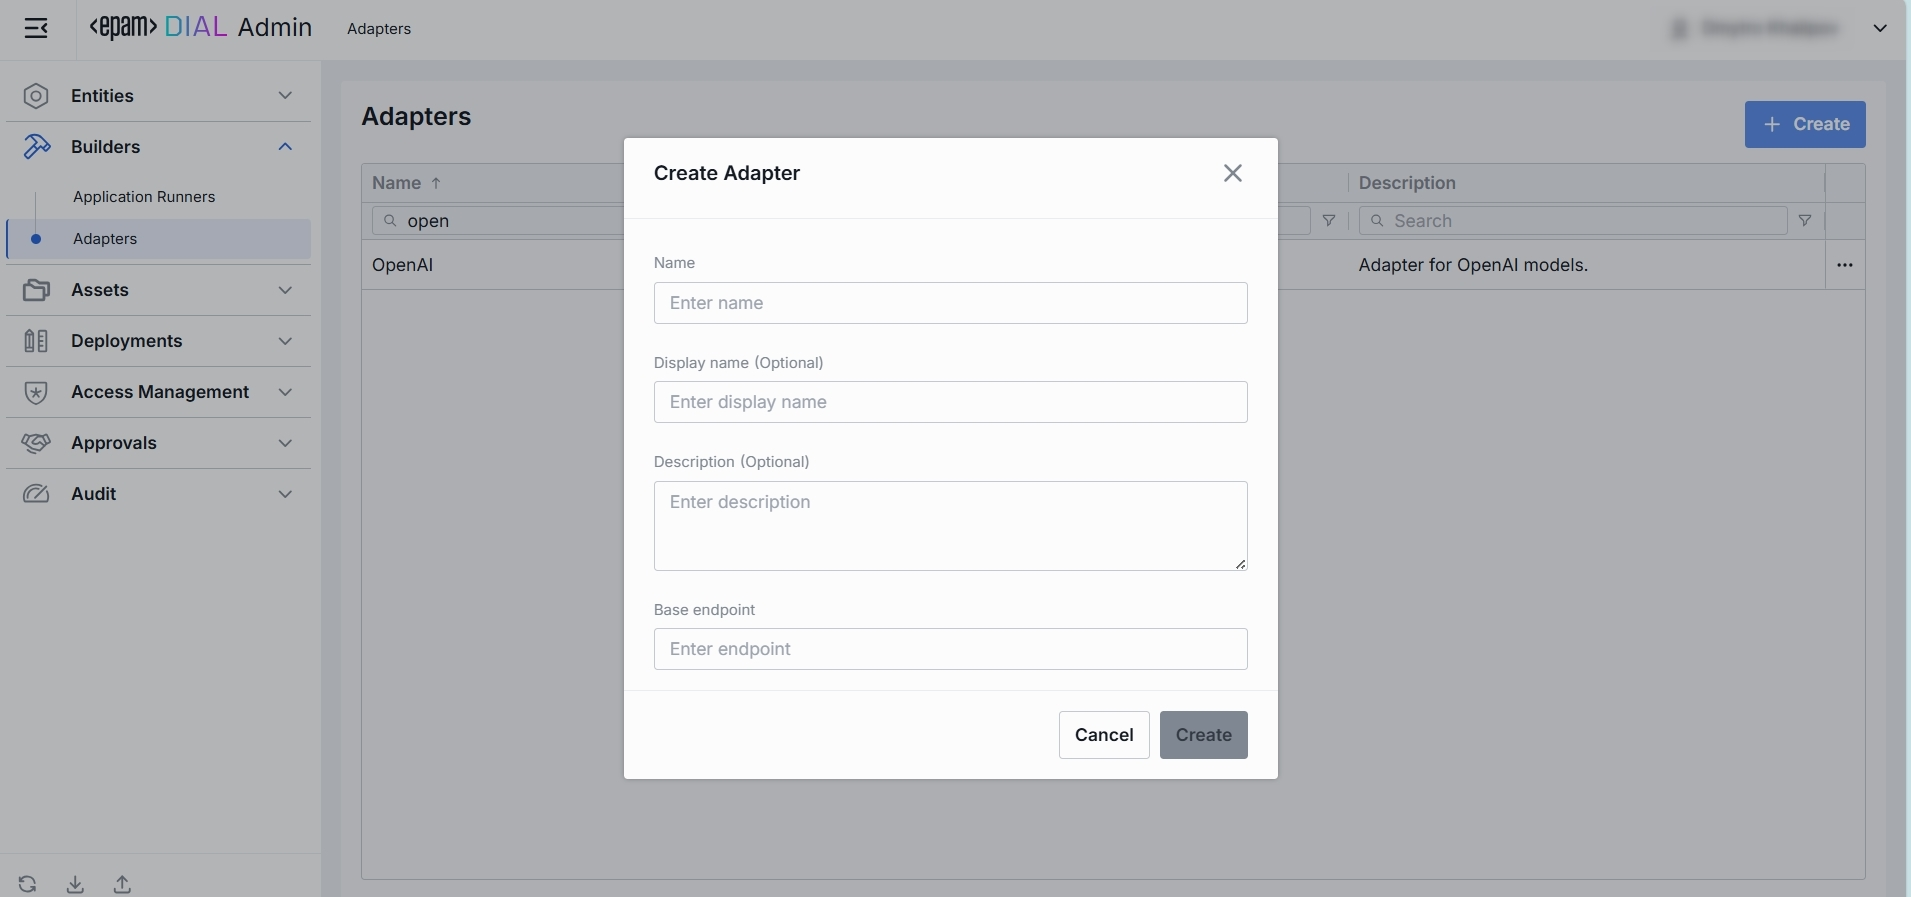 <epam> DIAL Admin
Adapters
Entities
Builders
Application Runners
Adapters
Assets
Deployments
Access Management
Approvals
Audit
Adapters
+ Create
Name ↑
Description
open
Search
OpenAI
Adapter for OpenAI models.
...
Create Adapter
Name
Enter name
Display name (Optional)
Enter display name
Description (Optional)
Enter description
Base endpoint
Enter endpoint
Cancel
Create